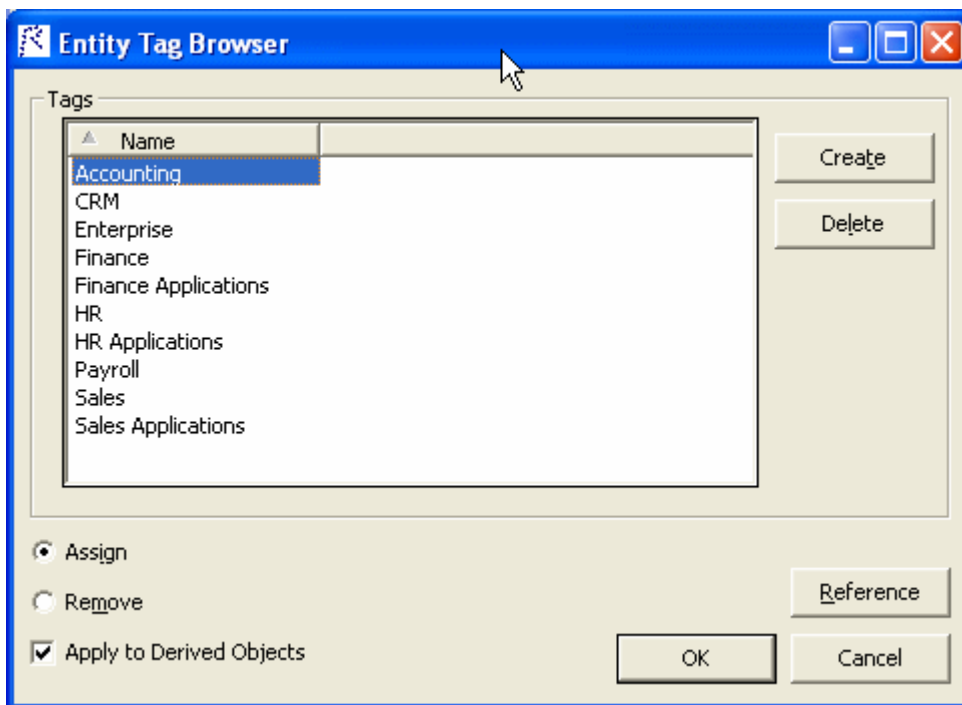 Entity Tag Browser
Tags
Name
Accounting
CRM
Enterprise
Finance
Finance Applications
HR
HR Applications
Payroll
Sales
Sales Applications
Create
Delete
Assign
Remove
Apply to Derived Objects
Reference
OK
Cancel